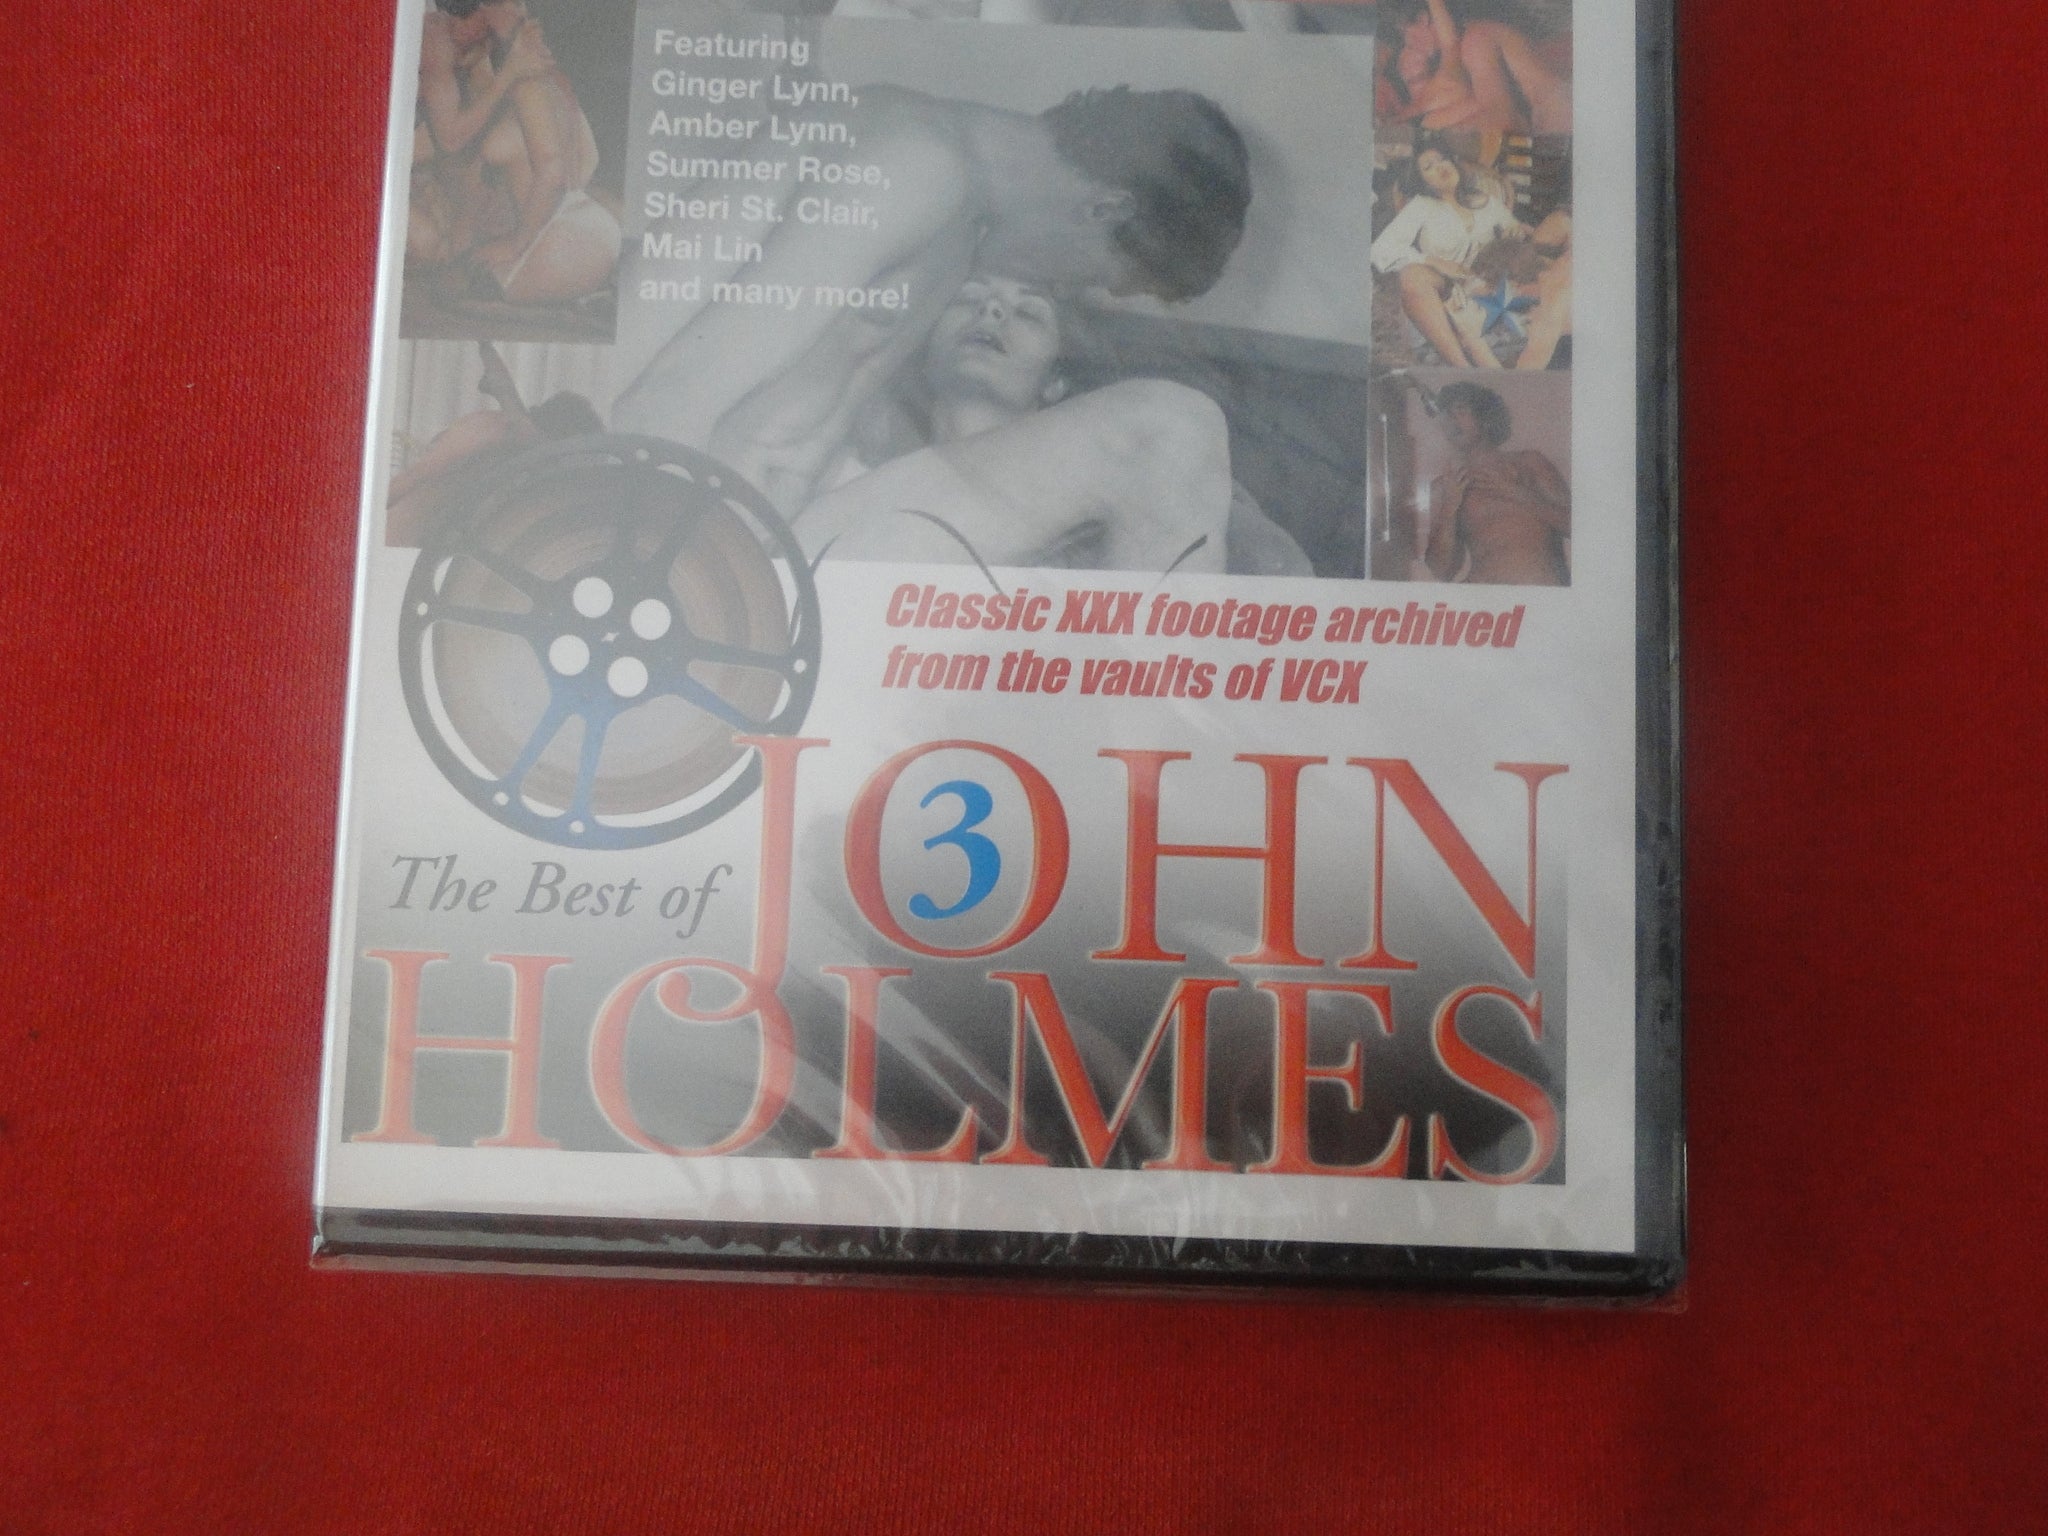 Featuring
Ginger Lynn,
Amber Lynn,
Summer Rose,
Sheri St. Clair,
Mai Lin
and many more!
Classic XXX footage archived
from the vaults of VCX
The Best of
JOHN
3
HOLMES